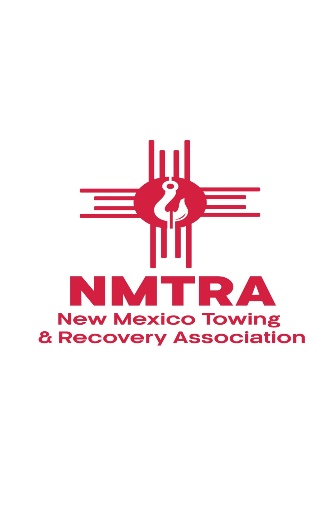 NMTRA
New Mexico Towing
& Recovery Association